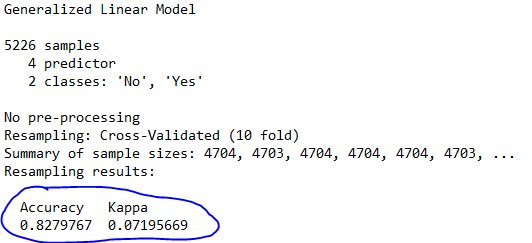 Generalized Linear Model
5226 samples
4 predictor
2 classes: 'No', 'Yes'
No pre-processing
Resampling: Cross-Validated (10 fold)
Summary of sample sizes: 4704, 4703, 4704, 4704, 4704, 4703, ...
Resampling results:
Accuracy Kappa
0.8279767 0.07195669